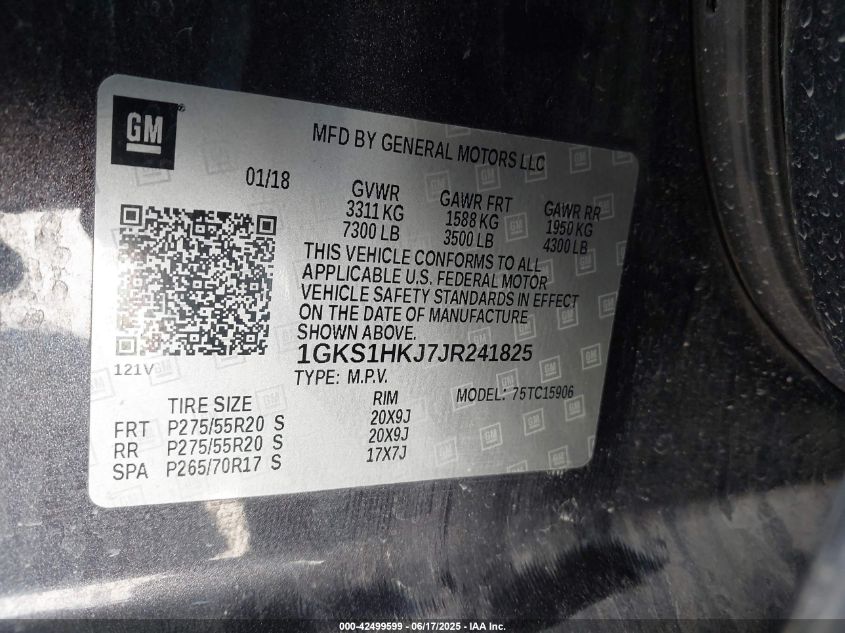 GM
MFD BY GENERAL MOTORS LLC
01/18
GVWR
3311 KG
7300 LB
GAWR FRT
1588 KG
3500 LB
GAWR RR
1950 KG
4300 LB
THIS VEHICLE CONFORMS TO ALL
APPLICABLE U.S. FEDERAL MOTOR
VEHICLE SAFETY STANDARDS IN EFFECT
ON THE DATE OF MANUFACTURE
SHOWN ABOVE.
1GKS1HKJ7JR241825
121V
TYPE: M.P.V.
MODEL: 75TC15906
TIRE SIZE RIM
FRT P275/55R20 S 20X9J
RR P275/55R20 S 20X9J
SPA P265/70R17 S 17X7J
000-42499599 - 06/17/2025 - IAA Inc.